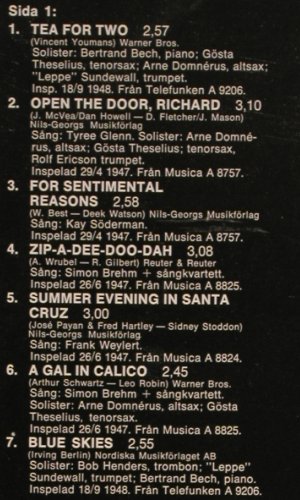 Sida 1:
1. TEA FOR TWO 2,57
(Vincent Youmans) Warner Bros.
Solister: Bertrand Bech, piano; Gösta
Theselius, tenorsax; Arne Domnérus, altsax;
"Leppe" Sundewall, trumpet.
Insp. 18/9 1948. Från Telefunken A 9206.
2. OPEN THE DOOR, RICHARD 3,10
(J. McVea/Dan Howell – D. Fletcher/J. Mason)
Nils-Georgs Musikförlag
Sång: Tyree Glenn. Solister: Arne Domné-
rus, altsax; Gösta Theselius; tenorsax,
Rolf Ericson trumpet.
Inspelad 29/4 1947. Från Musica A 8757.
3. FOR SENTIMENTAL
REASONS 2,58
(W. Best – Deek Watson) Nils-Georgs Musikförlag
Sång: Kay Söderman.
Inspelad 29/4 1947. Från Musica A 8757.
4. ZIP-A-DEE-DOO-DAH 3,08
(A. Wrubel – R. Gilbert) Reuter & Reuter
Sång: Simon Brehm + sångkvartett.
Inspelad 26/6 1947. Från Musica A 8825.
5. SUMMER EVENING IN SANTA
CRUZ 3,00
(José Payan & Fred Hartley – Sidney Stoddon)
Nils-Georgs Musikförlag
Sång: Frank Weylert.
Inspelad 26/6 1947. Från Musica A 8824.
6. A GAL IN CALICO 2,45
(Arthur Schwartz – Leo Robin) Warner Bros.
Sång: Simon Brehm + sångkvartett.
Solister: Arne Domnérus, altsax; Gösta
Theselius, tenorsax.
Inspelad 26/6 1947. Från Musica A 8825.
7. BLUE SKIES 2,55
(Irving Berlin) Nordiska Musikförlaget AB
Solister: Bob Henders, trombon; "Leppe"
Sundewall, trumpet; Bertrand Bech, piano.
Inspelad 18/9 1948. Från Telefunken A 9206.